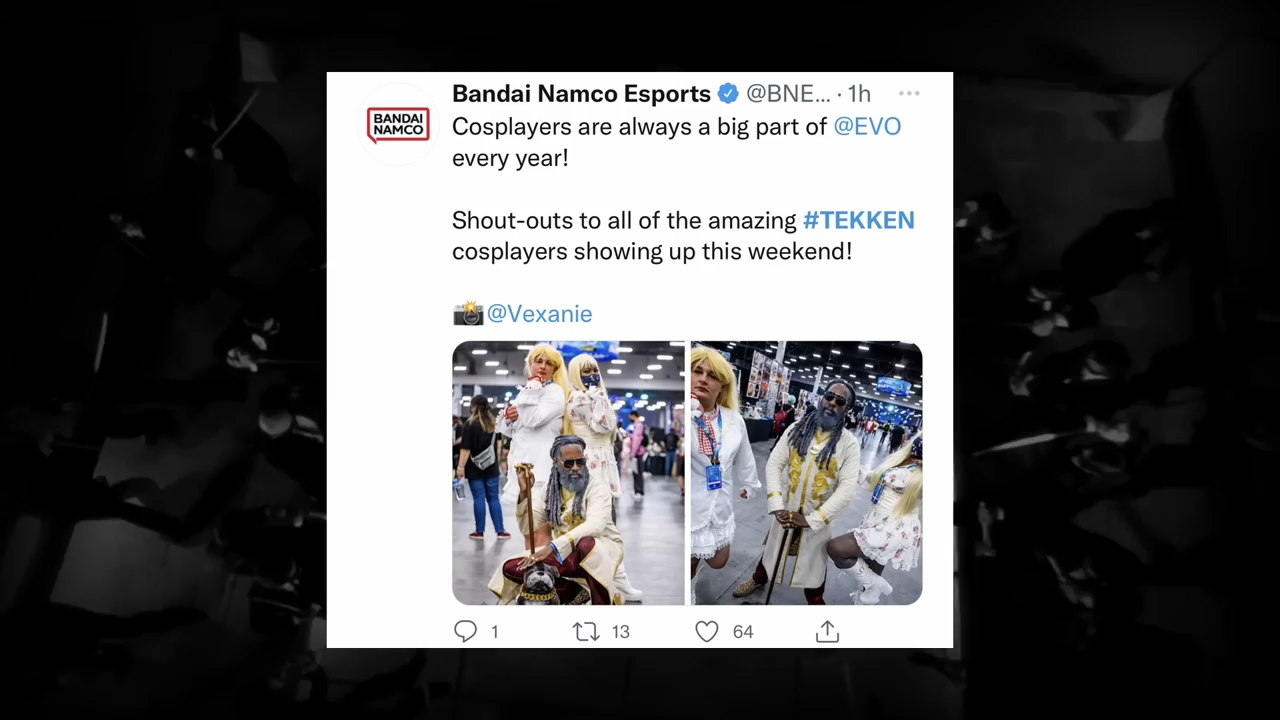 Bandai Namco Esports @BNE... · 1h
BANDAI
NAMCO
Cosplayers are always a big part of @EVO
every year!
Shout-outs to all of the amazing #TEKKEN
cosplayers showing up this weekend!
📸@Vexanie
1 13 64